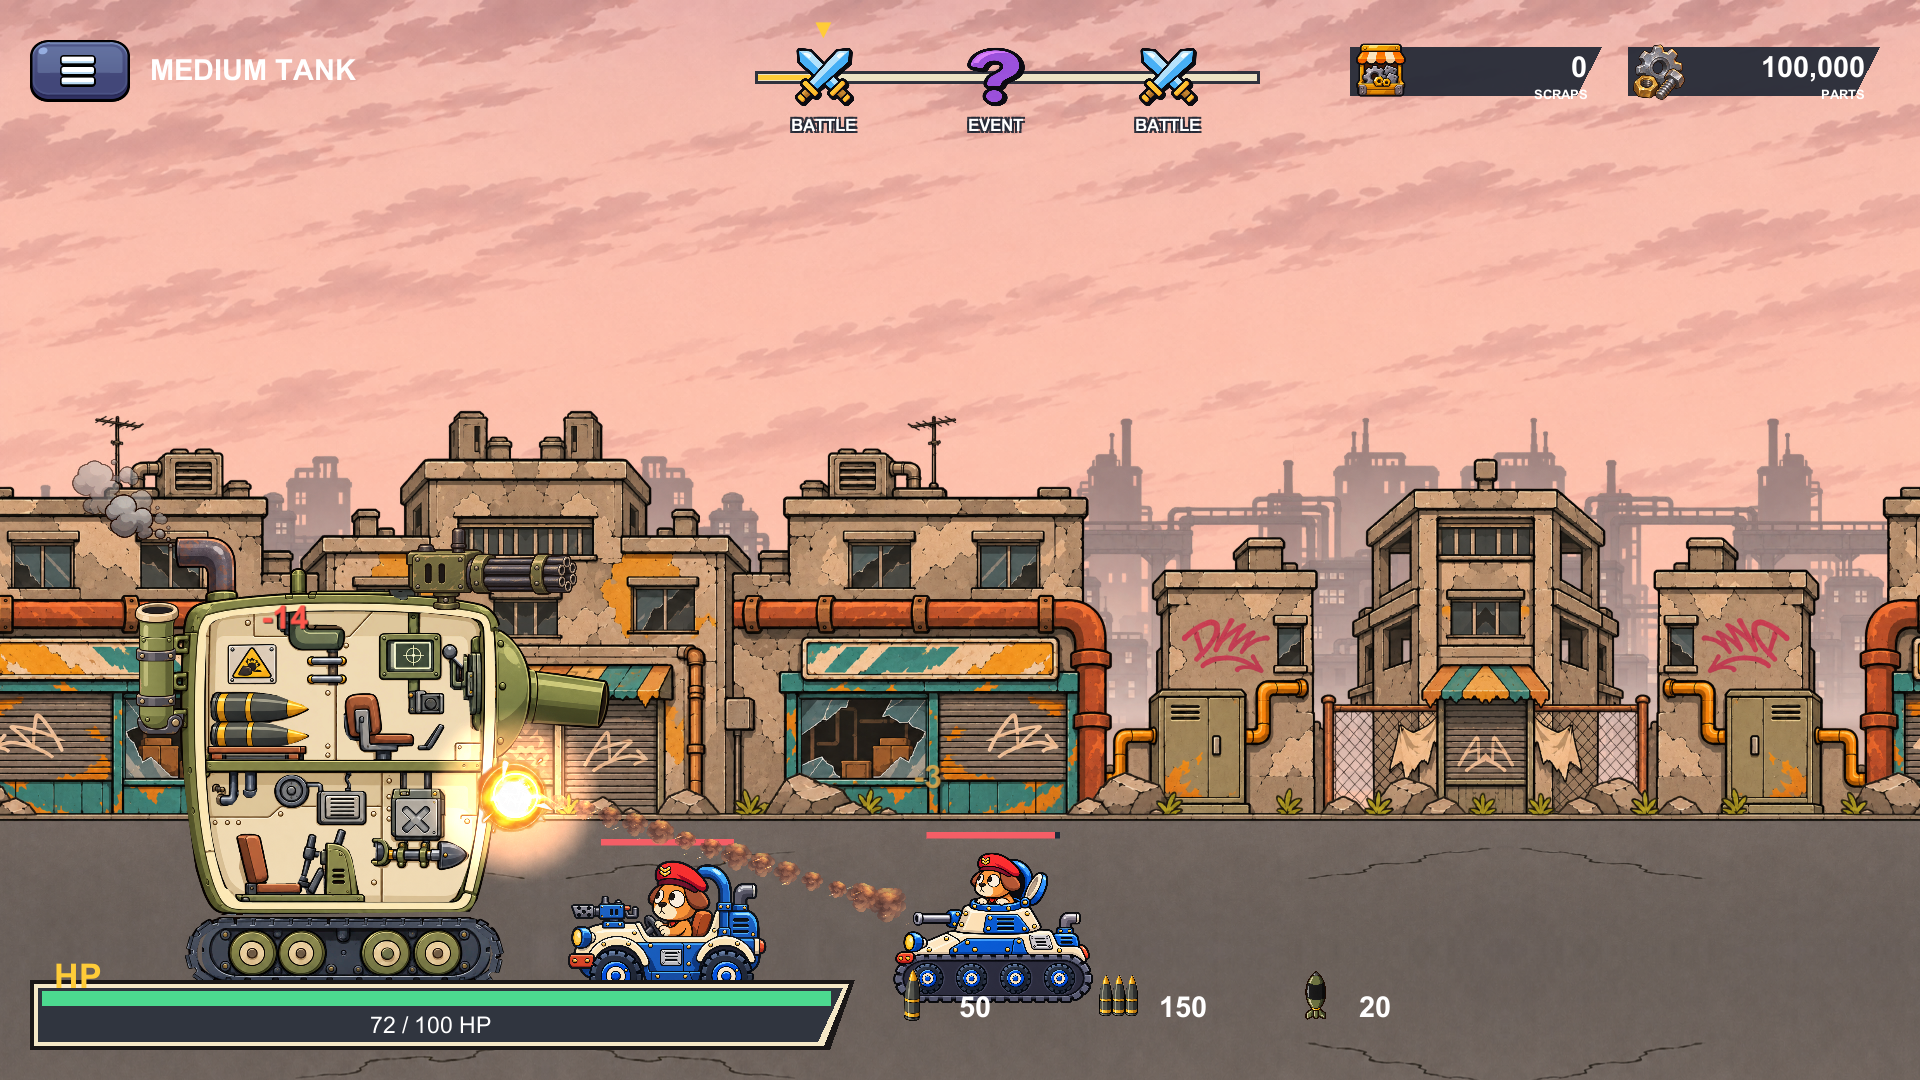 MEDIUM TANK
BATTLE
EVENT
BATTLE
0
SCRAPS
100,000
PARTS
-14
-3
HP
72 / 100 HP
50
150
20